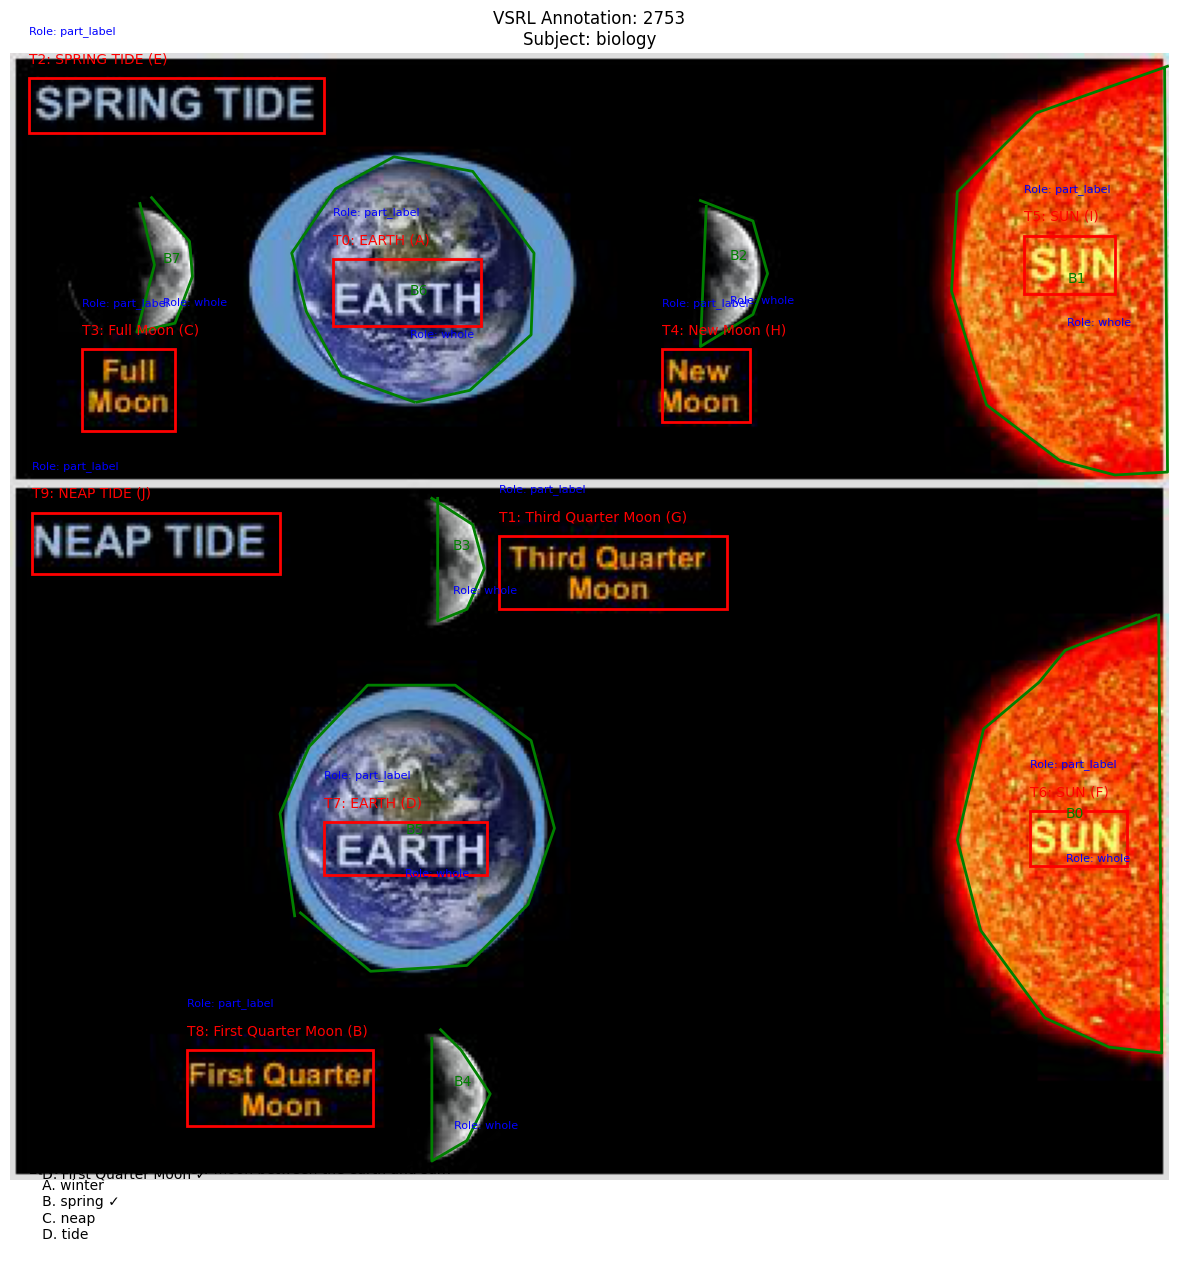 VSRL Annotation: 2753
Subject: biology
Role: part_label
T2: SPRING TIDE (E)
SPRING TIDE
Role: part_label
T5: SUN (I)
SUN
B1
Role: whole
Role: part_label
T0: EARTH (A)
EARTH
B6
Role: whole
B7
Role: whole
Role: part_label
T3: Full Moon (C)
Full
Moon
B2
Role: whole
Role: part_label
T4: New Moon (H)
New
Moon
Role: part_label
T9: NEAP TIDE (J)
NEAP TIDE
B3
Role: whole
Role: part_label
T1: Third Quarter Moon (G)
Third Quarter
Moon
Role: part_label
T7: EARTH (D)
EARTH
Role: whole
Role: part_label
T6: SUN (F)
B0
SUN
Role: whole
Role: part_label
T8: First Quarter Moon (B)
First Quarter
Moon
B4
Role: whole
D. First Quarter Moon ✓
A. winter
B. spring ✓
C. neap
D. tide